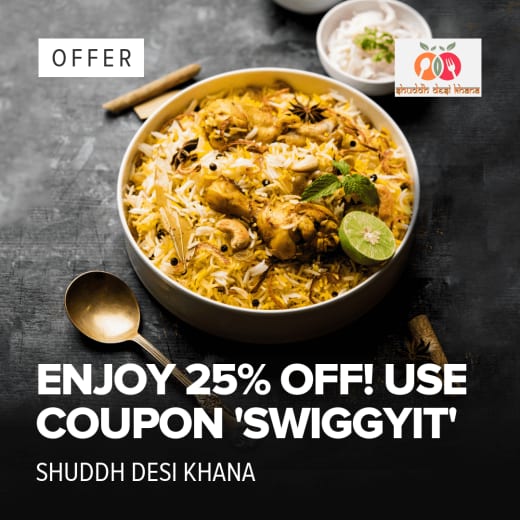 OFFER
shuddh desi khana
ENJOY 25% OFF! USE
COUPON 'SWIGGYIT'
SHUDDH DESI KHANA